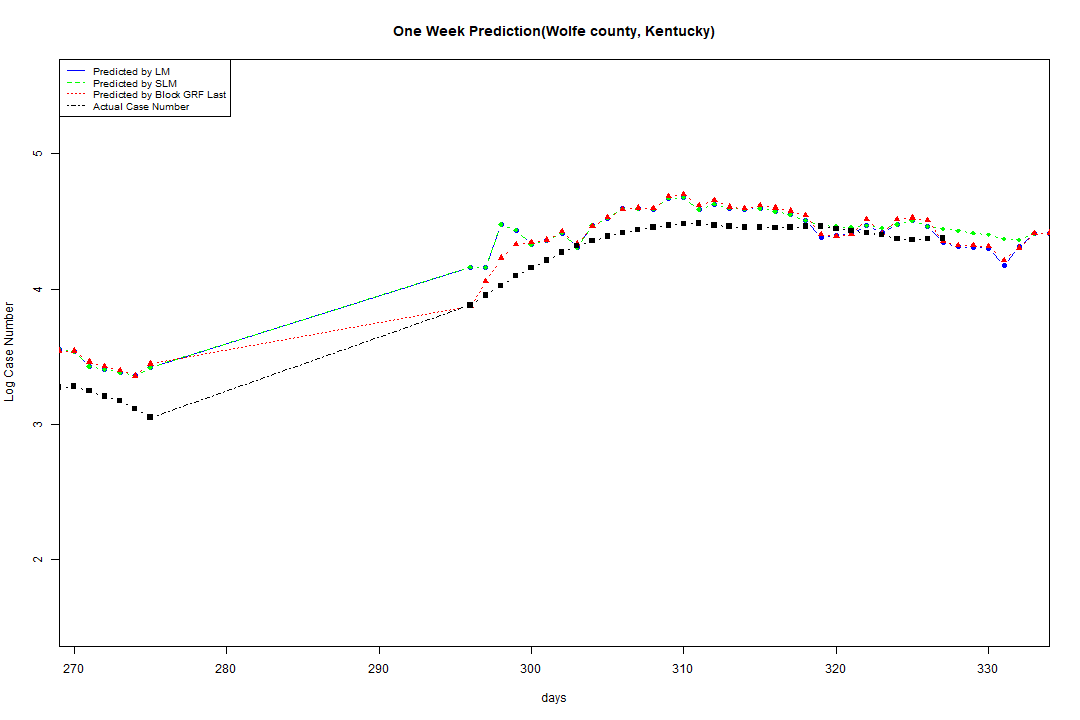 One Week Prediction(Wolfe county, Kentucky)
Predicted by LM
Predicted by SLM
Predicted by Block GRF Last
Actual Case Number
5
4
3
2
Log Case Number
270 280 290 300 310 320 330
days